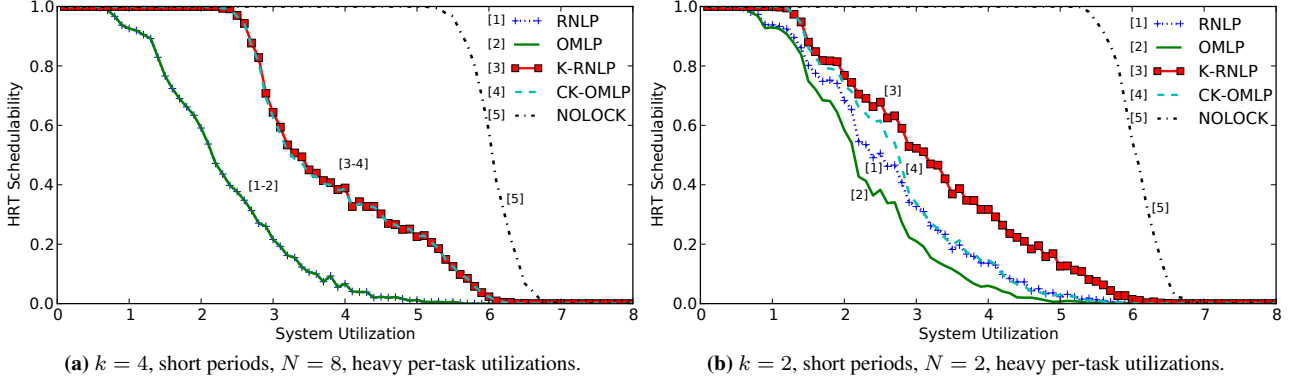 1.0
0.8
0.6
0.4
0.2
0.0
HRT Schedulability
0 1 2 3 4 5 6 7 8
System Utilization
[1] RNLP
[2] OMLP
[3] K-RNLP
[4] CK-OMLP
[5] NOLOCK
[1-2]
[3-4]
[5]
(a) k = 4, short periods, N = 8, heavy per-task utilizations.
1.0
0.8
0.6
0.4
0.2
0.0
HRT Schedulability
0 1 2 3 4 5 6 7 8
System Utilization
[1] RNLP
[2] OMLP
[3] K-RNLP
[4] CK-OMLP
[5] NOLOCK
[3]
[1]
[4]
[2]
[5]
(b) k = 2, short periods, N = 2, heavy per-task utilizations.